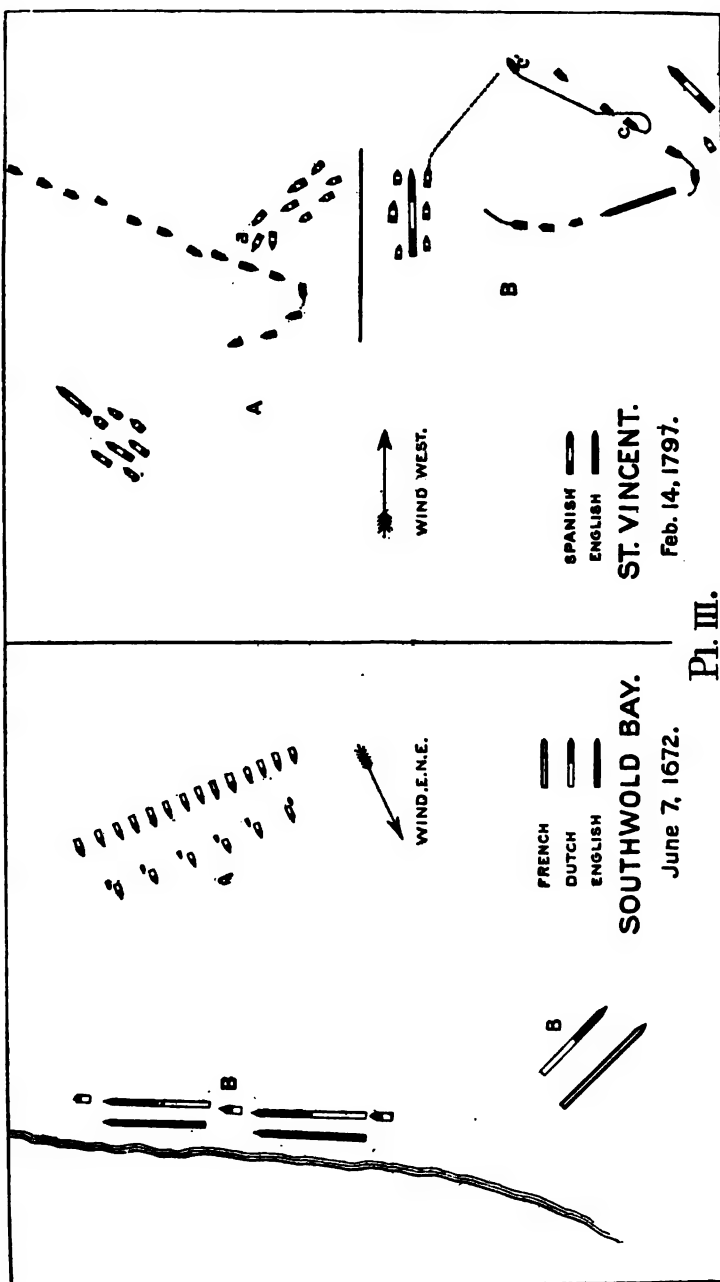 B
B
WIND.E.N.E.
FRENCH
DUTCH
ENGLISH
SOUTHWOLD BAY.
June 7, 1672.
A
a
WIND WEST.
B
c'
c
SPANISH
ENGLISH
ST. VINCENT.
Feb. 14, 1797.
Pl. III.